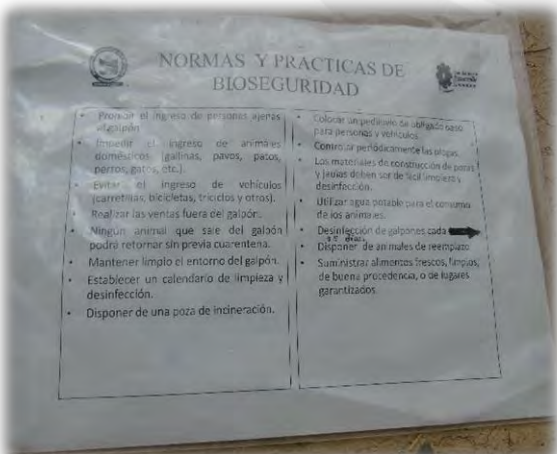 NORMAS Y PRACTICAS DE
BIOSEGURIDAD
• Prohibir el ingreso de personas ajenas
al galpón.
• Impedir el ingreso de animales
domésticos (gallinas, pavos, patos,
perros, gatos, etc.).
• Evitar el ingreso de vehículos
(carretillas, bicicletas, triciclos y otros).
• Realizar las ventas fuera del galpón.
• Ningún animal que sale del galpón
podrá retornar sin previa cuarentena.
• Mantener limpio el entorno del galpón.
• Establecer un calendario de limpieza y
desinfección.
• Disponer de una poza de incineración.
• Colocar un pediluvio de obligado paso
para personas y vehículos.
• Controlar periódicamente las plagas.
• Los materiales de construcción de pozas
y jaulas deben ser de fácil limpieza y
desinfección.
• Utilizar agua potable para el consumo
de los animales.
• Desinfección de galpones cada
15 días
• Disponer de animales de reemplazo
• Suministrar alimentos frescos, limpios,
de buena procedencia, o de lugares
garantizados.